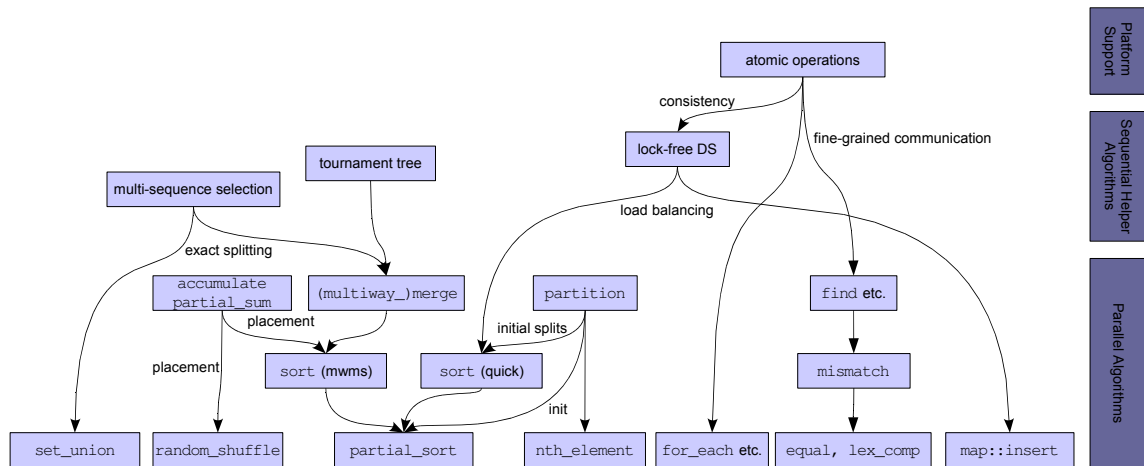 atomic operations
Platform
Support
consistency
lock-free DS
fine-grained communication
tournament tree
multi-sequence selection
Sequential Helper
Algorithms
load balancing
exact splitting
accumulate
partial_sum
(multiway_)merge
partition
find etc.
placement
initial splits
placement
sort (mwms)
sort (quick)
mismatch
init
Parallel Algorithms
set_union
random_shuffle
partial_sort
nth_element
for_each etc.
equal, lex_comp
map::insert